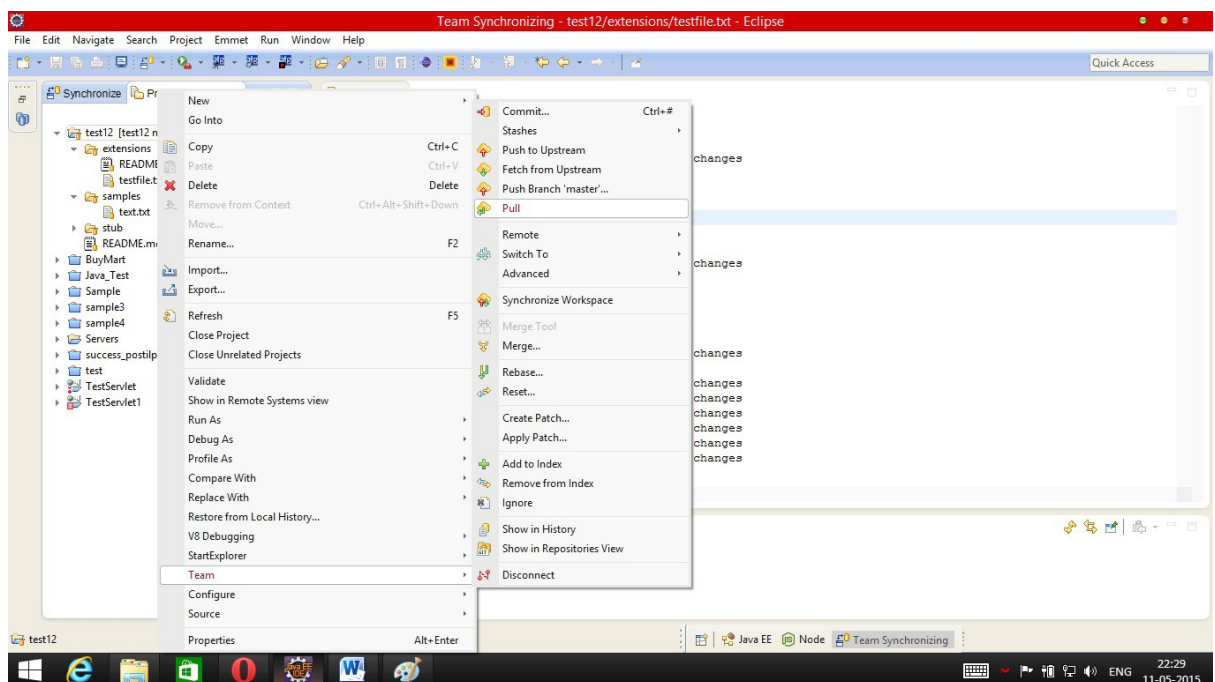 Team Synchronizing - test12/extensions/testfile.txt - Eclipse
File Edit Navigate Search Project Emmet Run Window Help
Quick Access
Synchronize Pr
test12 [test12 m
extensions
README
testfile.t
samples
text.txt
stub
README.m
BuyMart
Java_Test
Sample
sample3
sample4
Servers
success_postilp
test
TestServlet
TestServlet1
New
Go Into
Copy Ctrl+C
Paste Ctrl+V
Delete Delete
Remove from Context Ctrl+Alt+Shift+Down
Move...
Rename... F2
Import...
Export...
Refresh F5
Close Project
Close Unrelated Projects
Validate
Show in Remote Systems view
Run As
Debug As
Profile As
Compare With
Replace With
Restore from Local History...
V8 Debugging
StartExplorer
Team
Configure
Source
Properties Alt+Enter
Commit... Ctrl+#
Stashes
Push to Upstream
Fetch from Upstream
Push Branch 'master'...
Pull
Remote
Switch To
Advanced
Synchronize Workspace
Merge Tool
Merge...
Rebase...
Reset...
Create Patch...
Apply Patch...
Add to Index
Remove from Index
Ignore
Show in History
Show in Repositories View
Disconnect
changes
changes
changes
changes
changes
changes
changes
changes
changes
test12
Java EE Node Team Synchronizing
ENG 22:29
11-05-2015